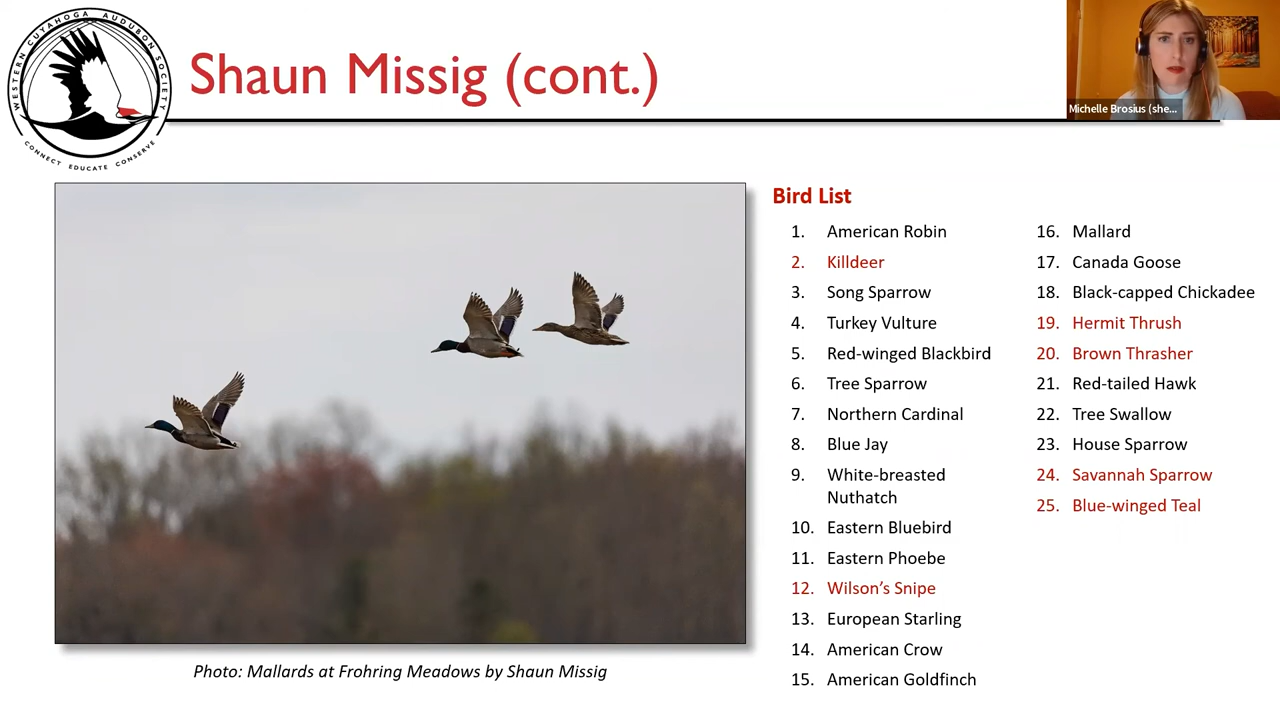 WESTERN CUYAHOGA AUDUBON SOCIETY
CONNECT EDUCATE CONSERVE
Shaun Missig (cont.)
Michelle Brosius (she...
Bird List
1. American Robin
2. Killdeer
3. Song Sparrow
4. Turkey Vulture
5. Red-winged Blackbird
6. Tree Sparrow
7. Northern Cardinal
8. Blue Jay
9. White-breasted
Nuthatch
10. Eastern Bluebird
11. Eastern Phoebe
12. Wilson’s Snipe
13. European Starling
14. American Crow
15. American Goldfinch
16. Mallard
17. Canada Goose
18. Black-capped Chickadee
19. Hermit Thrush
20. Brown Thrasher
21. Red-tailed Hawk
22. Tree Swallow
23. House Sparrow
24. Savannah Sparrow
25. Blue-winged Teal
Photo: Mallards at Frohring Meadows by Shaun Missig